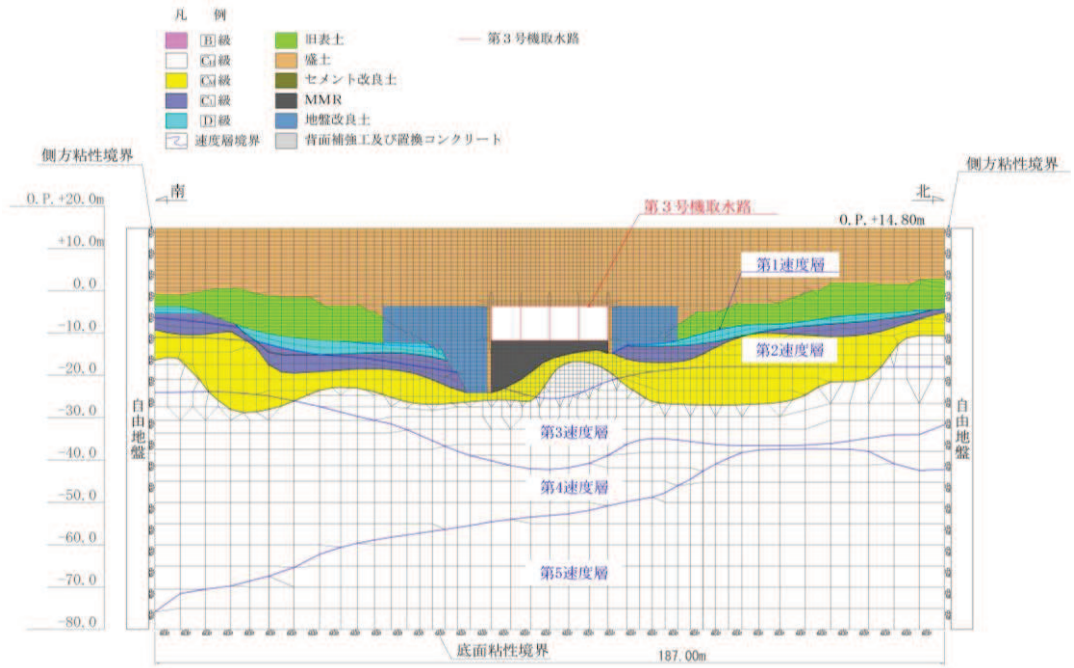 凡 例
B級 旧表土 第3号機取水路
CH級 盛土
CM級 セメント改良土
CL級 MMR
D級 地盤改良土
速度層境界 背面補強工及び置換コンクリート
側方粘性境界 側方粘性境界
南 北
O.P.+20.0m 第3号機取水路 O.P.+14.80m
+10.0m
第1速度層
0.0
-10.0
第2速度層
-20.0
-30.0
自由地盤 自由地盤
第3速度層
-40.0
第4速度層
-50.0
-60.0
第5速度層
-70.0
-80.0
底面粘性境界
187.00m